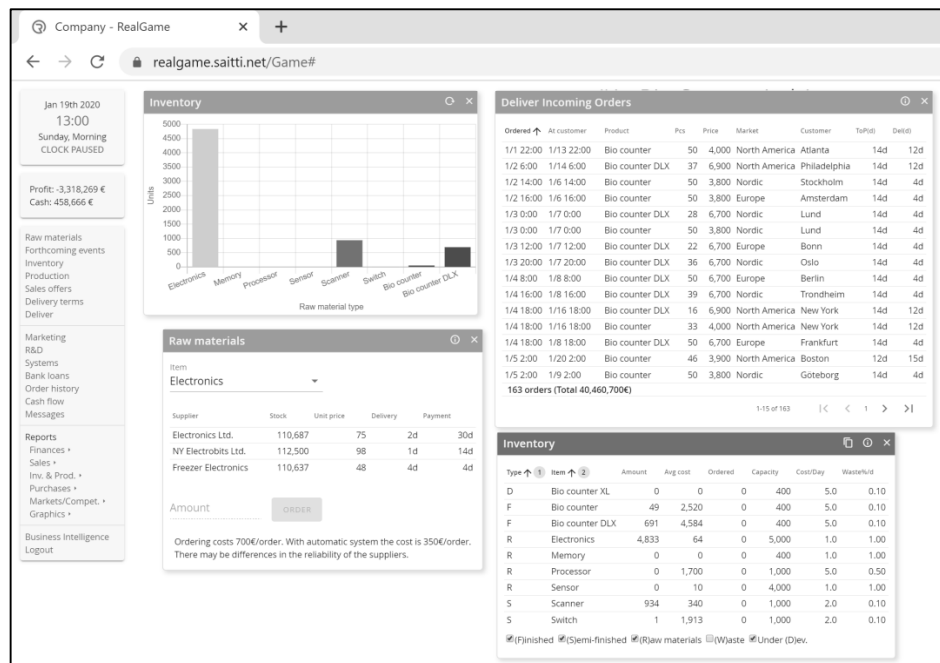 Company - RealGame
realgame.saitti.net/Game#
Jan 19th 2020
13:00
Sunday, Morning
CLOCK PAUSED
Profit: -3,318,269 €
Cash: 458,666 €
Raw materials
Forthcoming events
Inventory
Production
Sales offers
Delivery terms
Deliver
Marketing
R&D
Systems
Bank loans
Order history
Cash flow
Messages
Reports
Finances
Sales
Inv. & Prod.
Purchases
Markets/Compet.
Graphics
Business Intelligence
Logout
Inventory
5000
4500
4000
3500
3000
2500
2000
1500
1000
500
0
Units
Electronics Memory Processor Sensor Scanner Switch Bio counter Bio counter DLX
Raw material type
Raw materials
Item
Electronics
Supplier Stock Unit price Delivery Payment
Electronics Ltd. 110,687 75 2d 30d
NY Electrobits Ltd. 112,500 98 1d 14d
Freezer Electronics 110,637 48 4d 4d
Amount ORDER
Ordering costs 700€/order. With automatic system the cost is 350€/order.
There may be differences in the reliability of the suppliers.
Deliver Incoming Orders
Ordered At customer Product Pcs Price Market Customer ToP(d) Del(d)
1/1 22:00 1/13 22:00 Bio counter 50 4,000 North America Atlanta 14d 12d
1/2 6:00 1/14 6:00 Bio counter DLX 37 6,900 North America Philadelphia 14d 12d
1/2 14:00 1/6 14:00 Bio counter 50 3,800 Nordic Stockholm 14d 4d
1/2 16:00 1/6 16:00 Bio counter 50 3,800 Europe Amsterdam 14d 4d
1/3 0:00 1/7 0:00 Bio counter DLX 28 6,700 Nordic Lund 14d 4d
1/3 0:00 1/7 0:00 Bio counter 50 3,800 Nordic Lund 14d 4d
1/3 12:00 1/7 12:00 Bio counter DLX 22 6,700 Europe Bonn 14d 4d
1/3 20:00 1/7 20:00 Bio counter DLX 36 6,700 Nordic Oslo 14d 4d
1/4 8:00 1/8 8:00 Bio counter DLX 50 6,700 Europe Berlin 14d 4d
1/4 16:00 1/8 16:00 Bio counter DLX 39 6,700 Nordic Trondheim 14d 4d
1/4 18:00 1/16 18:00 Bio counter DLX 16 6,900 North America New York 14d 12d
1/4 18:00 1/16 18:00 Bio counter 33 4,000 North America New York 14d 12d
1/4 18:00 1/8 18:00 Bio counter DLX 50 6,700 Europe Frankfurt 14d 4d
1/5 2:00 1/20 2:00 Bio counter 46 3,900 North America Boston 12d 15d
1/5 2:00 1/9 2:00 Bio counter 50 3,800 Nordic Göteborg 14d 4d
163 orders (Total 40,460,700€)
1-15 of 163 1
Inventory
Type 1 Item 2 Amount Avg cost Ordered Capacity Cost/Day Waste%/d
D Bio counter XL 0 0 0 400 5.0 0.10
F Bio counter 49 2,520 0 400 5.0 0.10
F Bio counter DLX 691 4,584 0 400 5.0 0.10
R Electronics 4,833 64 0 5,000 1.0 1.00
R Memory 0 0 0 400 1.0 1.00
R Processor 0 1,700 0 1,000 5.0 0.50
R Sensor 0 10 0 4,000 1.0 1.00
S Scanner 934 340 0 1,000 2.0 0.10
S Switch 1 1,913 0 1,000 2.0 0.10
(F)inished (S)emi-finished (R)aw materials (W)aste Under (D)ev.